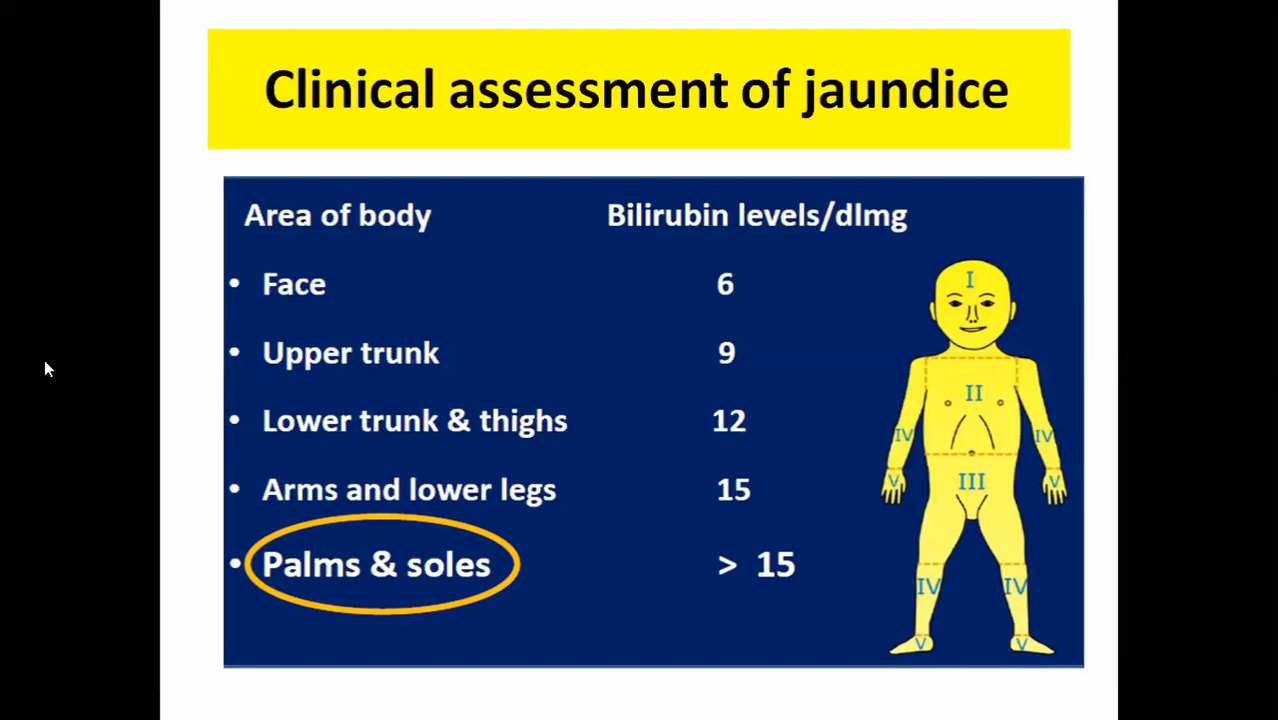 Clinical assessment of jaundice
Area of body Bilirubin levels/dlmg
• Face 6
• Upper trunk 9
• Lower trunk & thighs 12
• Arms and lower legs 15
• Palms & soles > 15
I
II
IV IV
V III V
IV IV
V V